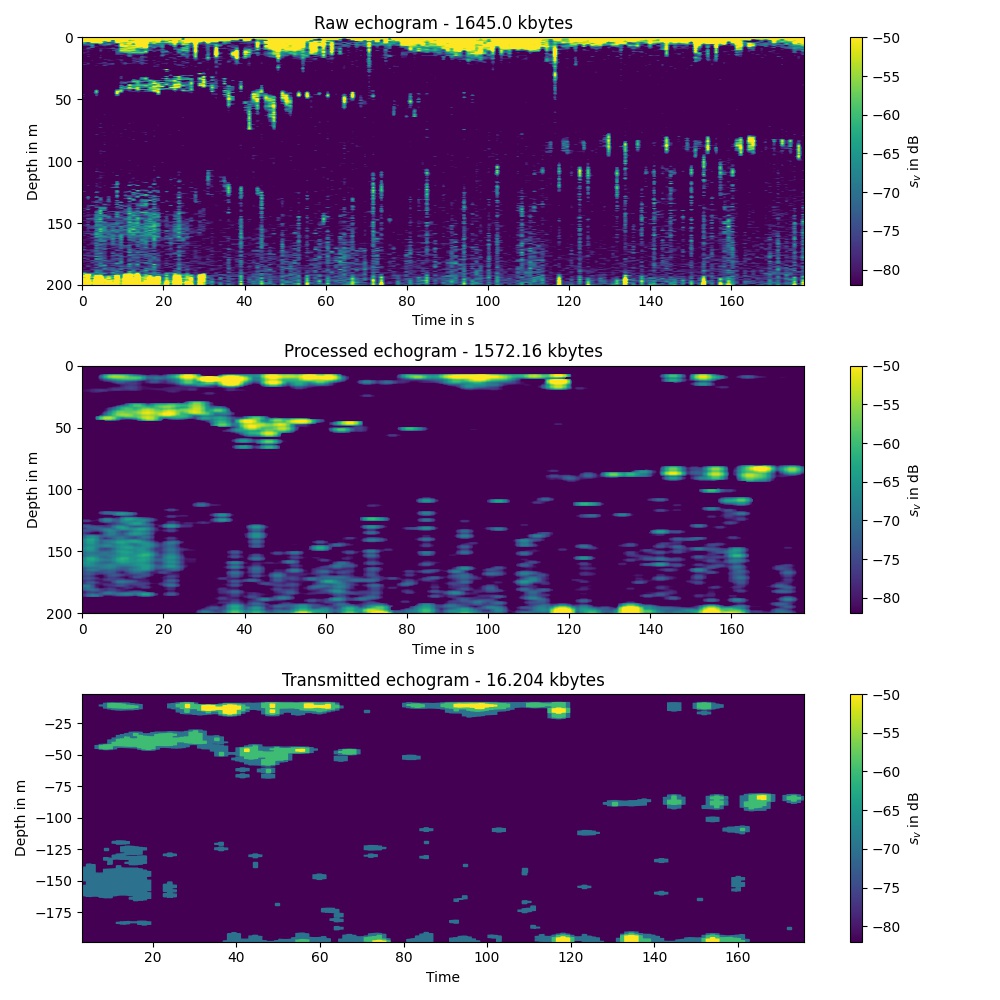 Raw echogram - 1645.0 kbytes
0
50
100
150
200
Depth in m
0 20 40 60 80 100 120 140 160
Time in s
−50
−55
−60
−65
−70
−75
−80
sv in dB
Processed echogram - 1572.16 kbytes
0
50
100
150
200
Depth in m
0 20 40 60 80 100 120 140 160
Time in s
−50
−55
−60
−65
−70
−75
−80
sv in dB
Transmitted echogram - 16.204 kbytes
−25
−50
−75
−100
−125
−150
−175
Depth in m
20 40 60 80 100 120 140 160
Time
−50
−55
−60
−65
−70
−75
−80
sv in dB